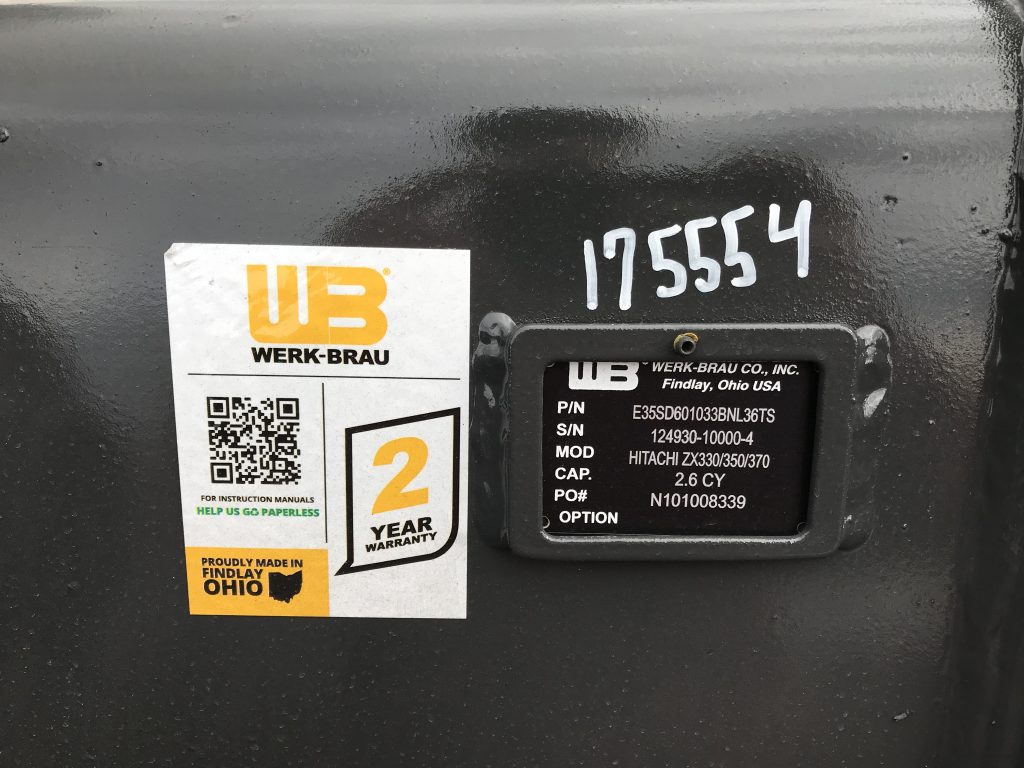 175554
WB®
WERK-BRAU
FOR INSTRUCTION MANUALS
HELP US GO PAPERLESS
2
YEAR
WARRANTY
PROUDLY MADE IN
FINDLAY
OHIO
WB® WERK-BRAU CO., INC.
Findlay, Ohio USA
P/N E35SD601033BNL36TS
S/N 124930-10000-4
MOD HITACHI ZX330/350/370
CAP. 2.6 CY
PO# N101008339
OPTION